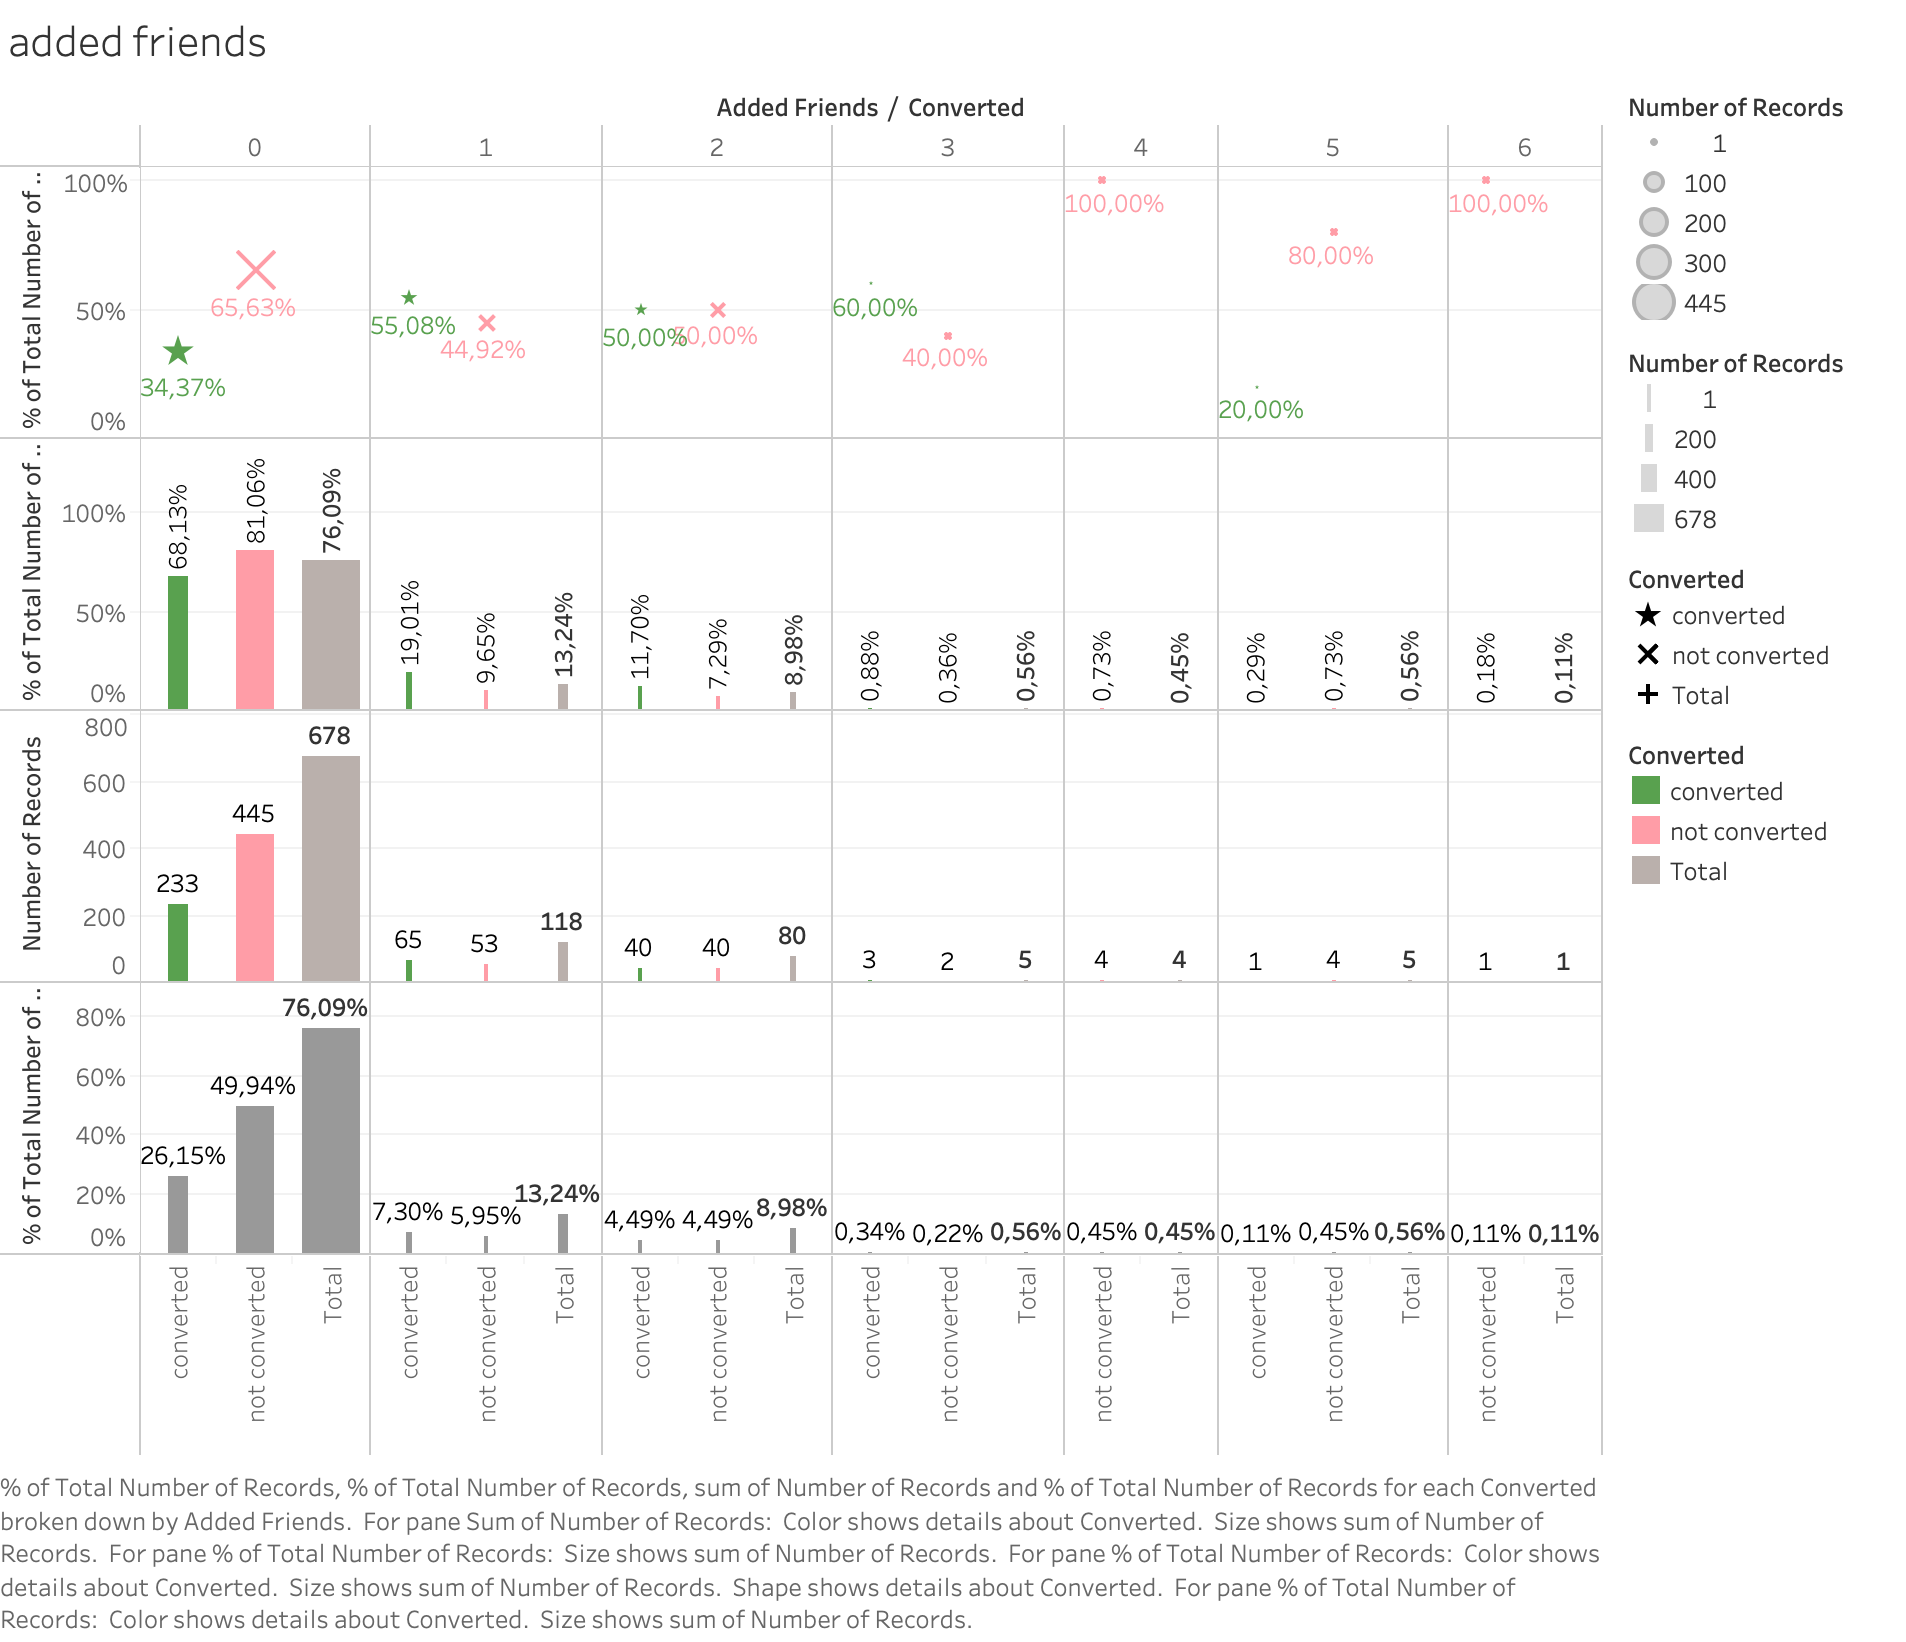 added friends
Added Friends / Converted
0 1 2 3 4 5 6
% of Total Number of ..
100%
50%
0%
34,37% 65,63% 55,08% 44,92% 50,00% 50,00% 60,00% 40,00% 100,00% 20,00% 80,00% 100,00%
% of Total Number of ..
100%
50%
0%
68,13% 81,06% 76,09% 19,01% 9,65% 13,24% 11,70% 7,29% 8,98% 0,88% 0,36% 0,56% 0,73% 0,45% 0,29% 0,73% 0,56% 0,18% 0,11%
Number of Records
800
600
400
200
0
233 445 678 65 53 118 40 40 80 3 2 5 4 4 1 4 5 1 1
% of Total Number of ..
80%
60%
40%
20%
0%
26,15% 49,94% 76,09% 7,30% 5,95% 13,24% 4,49% 4,49% 8,98% 0,34% 0,22% 0,56% 0,45% 0,45% 0,11% 0,45% 0,56% 0,11% 0,11%
converted not converted Total converted not converted Total converted not converted Total converted not converted Total not converted Total converted not converted Total not converted Total
Number of Records
1
100
200
300
445
Number of Records
1
200
400
678
Converted
converted
not converted
Total
Converted
converted
not converted
Total
% of Total Number of Records, % of Total Number of Records, sum of Number of Records and % of Total Number of Records for each Converted
broken down by Added Friends. For pane Sum of Number of Records: Color shows details about Converted. Size shows sum of Number of
Records. For pane % of Total Number of Records: Size shows sum of Number of Records. For pane % of Total Number of Records: Color shows
details about Converted. Size shows sum of Number of Records. Shape shows details about Converted. For pane % of Total Number of
Records: Color shows details about Converted. Size shows sum of Number of Records.